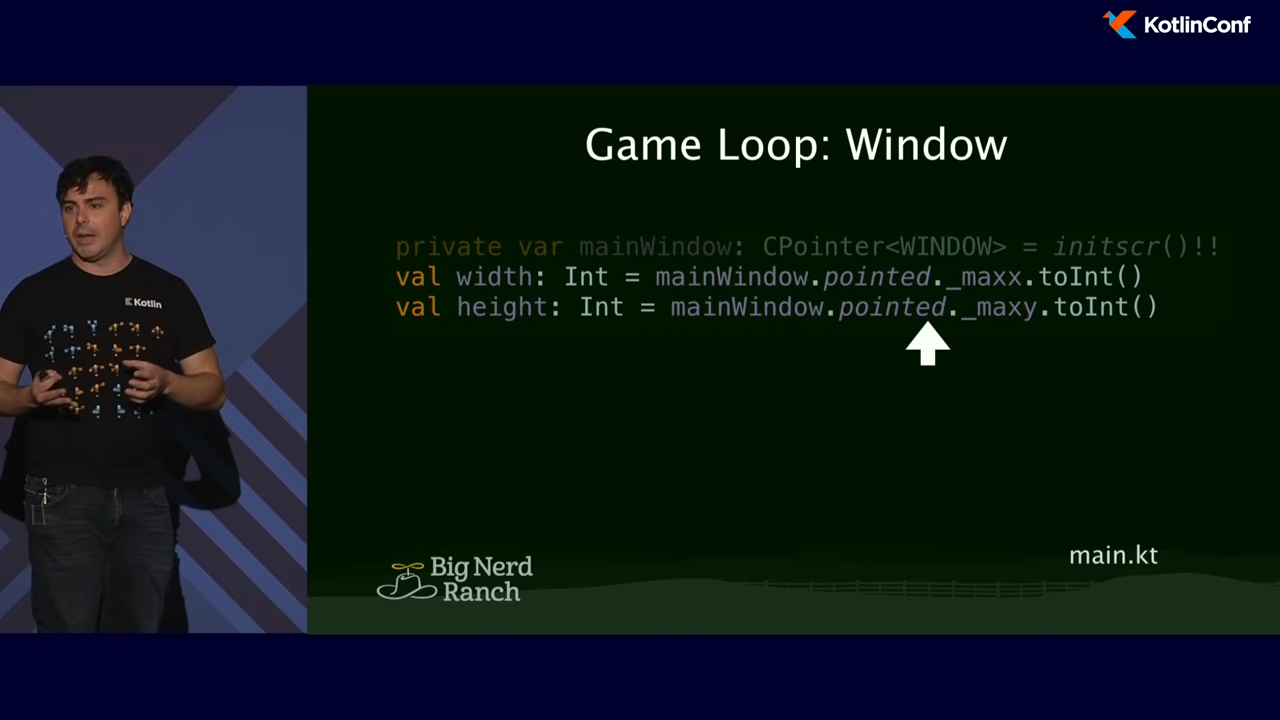 KotlinConf
Game Loop: Window
private var mainWindow: CPointer<WINDOW> = initscr()!!
val width: Int = mainWindow.pointed._maxx.toInt()
val height: Int = mainWindow.pointed._maxy.toInt()
Kotlin
main.kt
Big Nerd
Ranch